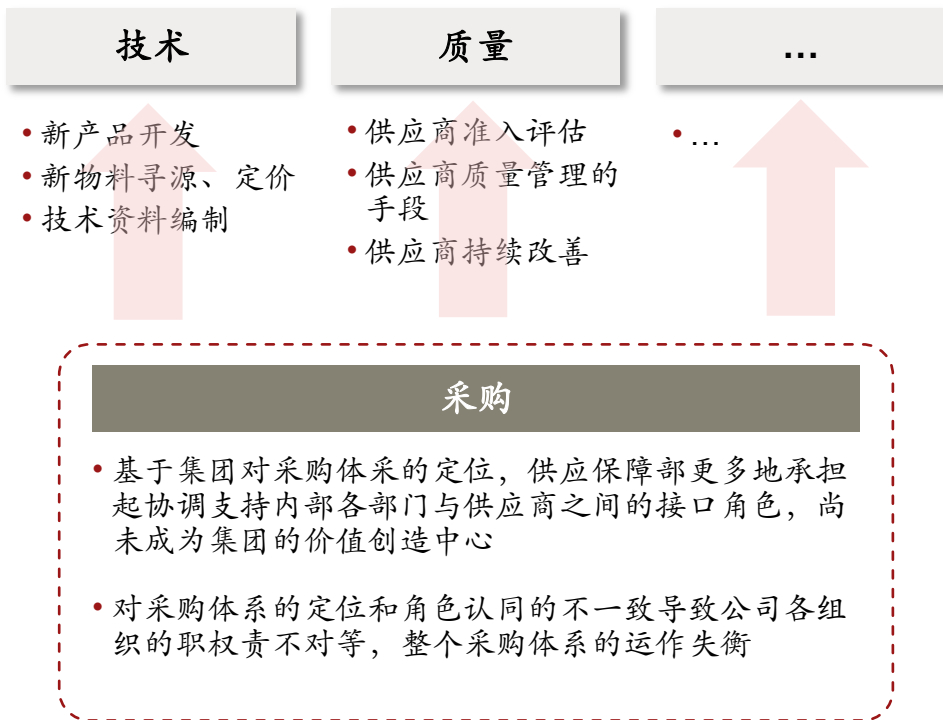 技术
质量
...
•新产品开发
•新物料寻源、定价
•技术资料编制
•供应商准入评估
•供应商质量管理的
手段
•供应商持续改善
•...
采购
•基于集团对采购体采的定位，供应保障部更多地承担
起协调支持内部各部门与供应商之间的接口角色，尚
未成为集团的价值创造中心
•对采购体系的定位和角色认同的不一致导致公司各组
织的职权责不对等，整个采购体系的运作失衡